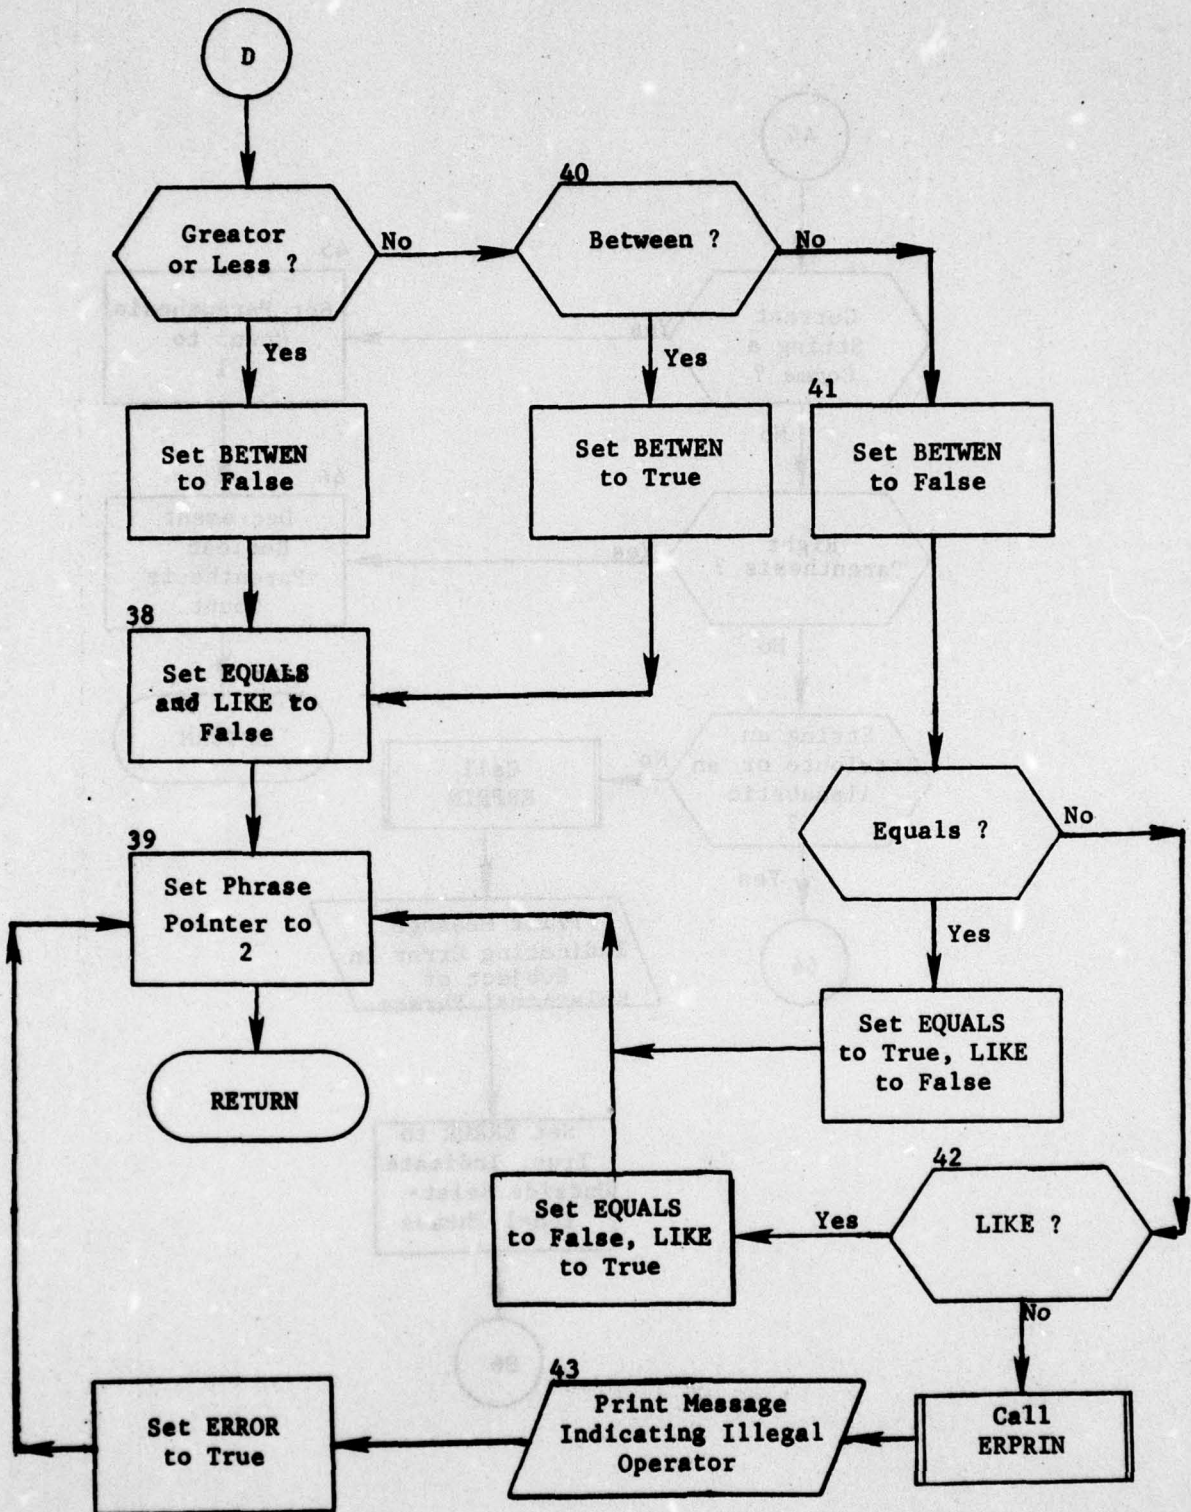 D
Greator
or Less ?
No
40
Between ?
No
Yes
Yes
Set BETWEN
to False
Set BETWEN
to True
41
Set BETWEN
to False
38
Set EQUALS
and LIKE to
False
39
Set Phrase
Pointer to
2
RETURN
Equals ?
No
Yes
Set EQUALS
to True, LIKE
to False
42
LIKE ?
Yes
No
Set EQUALS
to False, LIKE
to True
Call
ERPRIN
43
Print Message
Indicating Illegal
Operator
Set ERROR
to True